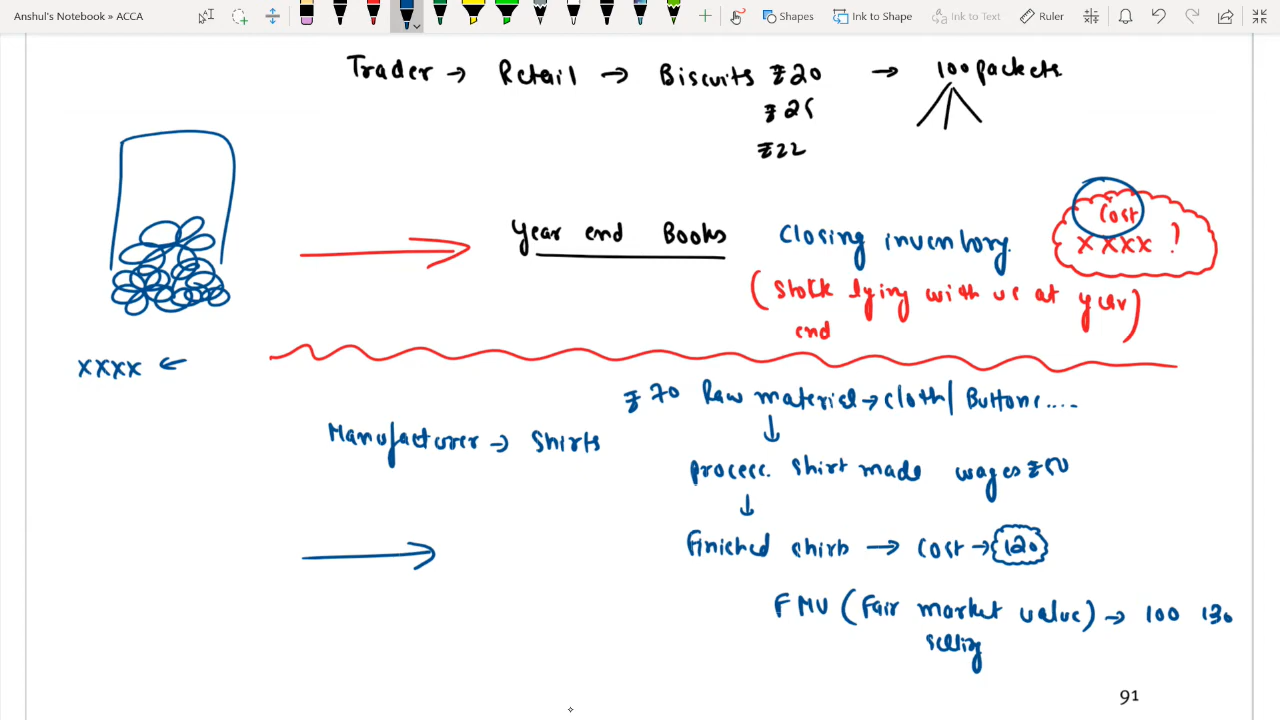 Anshul's Notebook » ACCA
Shapes Ink to Shape Ink to Text Ruler
Trader → Retail → Biscuits ₹20 → 100 packets
₹25
₹22
Year end Books Closing inventory. Cost
xxxx ?
(Stock lying with us at year
end)
xxxx ←
₹70 Raw material → cloth/ Buttons....
Manufacturer → Shirts
↓
process. Shirt made wages ₹50
↓
Finished shirts → Cost → 120
FMV (Fair market value) → 100 130
selling
91